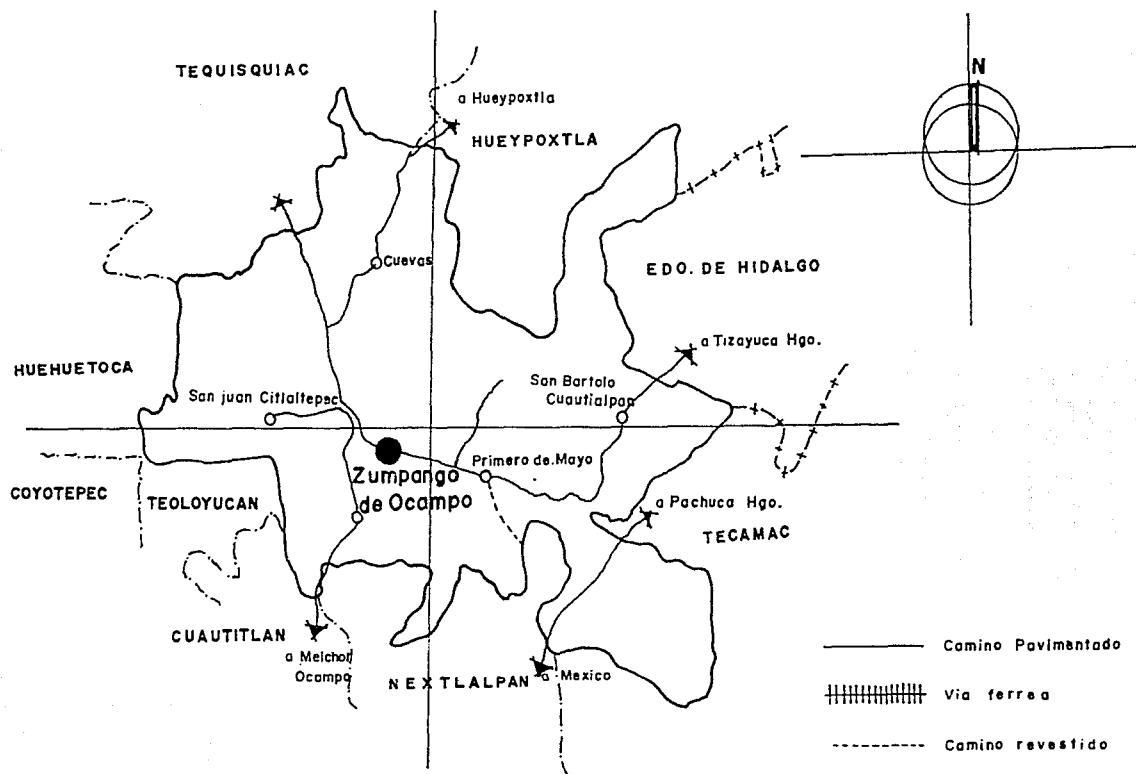 TEQUISQUIAC
N
a Hueypoxtla
HUEYPOXTLA
Cuevas
EDO. DE HIDALGO
a Tizayuca Hgo.
HUEHUETOCA
San Bartolo
Cuautlalpan
San juan Citlaltepec
Primero de. Mayo
Zumpango
de Ocampo
COYOTEPEC
TEOLOYUCAN
a Pachuca Hgo.
TECAMAC
CUAUTITLAN
a Melchor
Ocampo
NEXTLALPAN
a Mexico
Camino Pavimentado
Via ferrea
Camino revestido